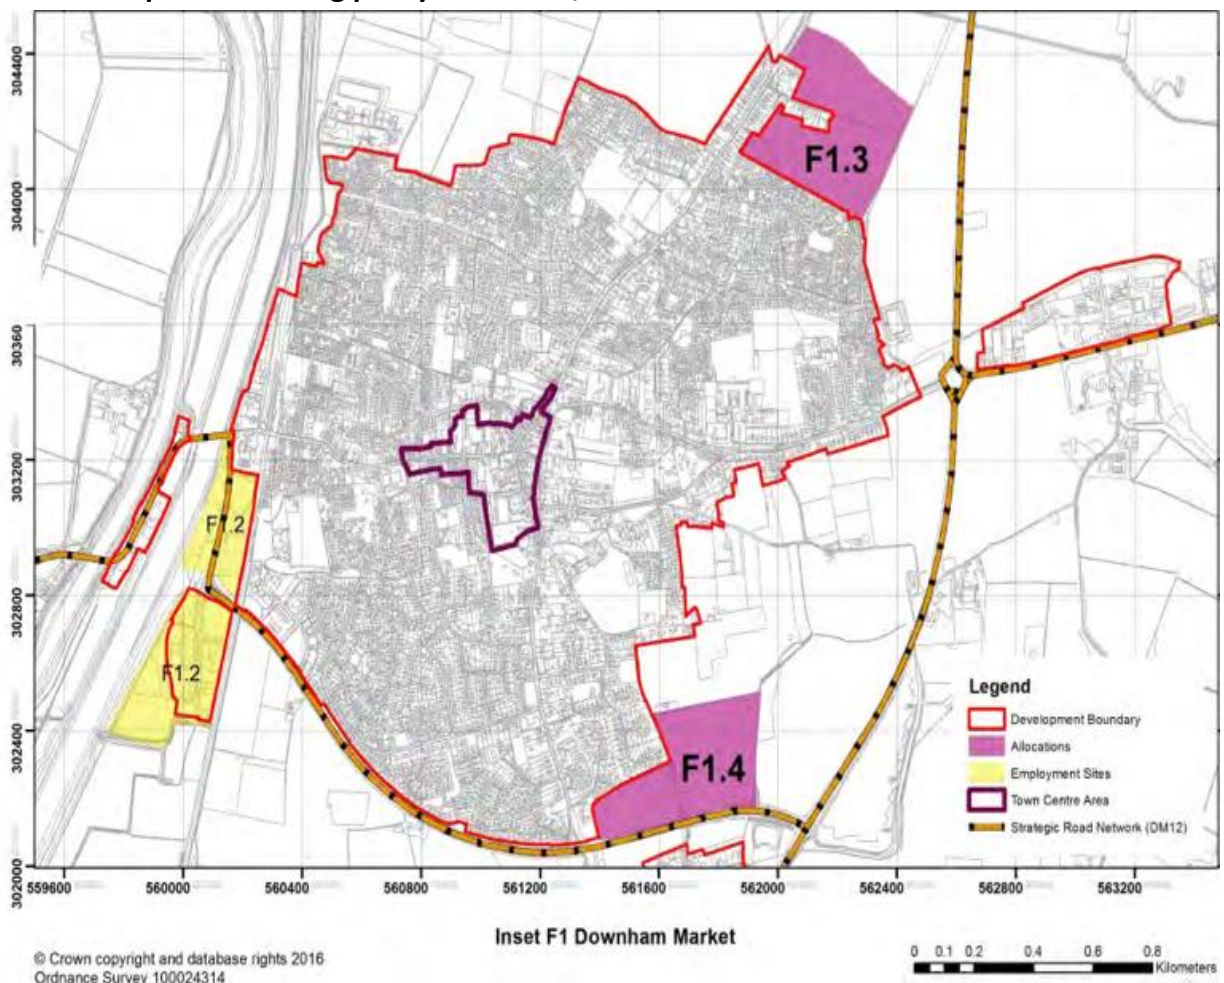 304400
304000
30360
303200
302800
302400
302000
F1.3
F1.2
F1.2
F1.4
Legend
Development Boundary
Allocations
Employment Sites
Town Centre Area
Strategic Road Network (DM12)
559600 560000 560400 560800 561200 561600 562000 562400 562800 563200
Inset F1 Downham Market
© Crown copyright and database rights 2016
Ordnance Survey 100024314
0 0.1 0.2 0.4 0.6 0.8
Kilometers